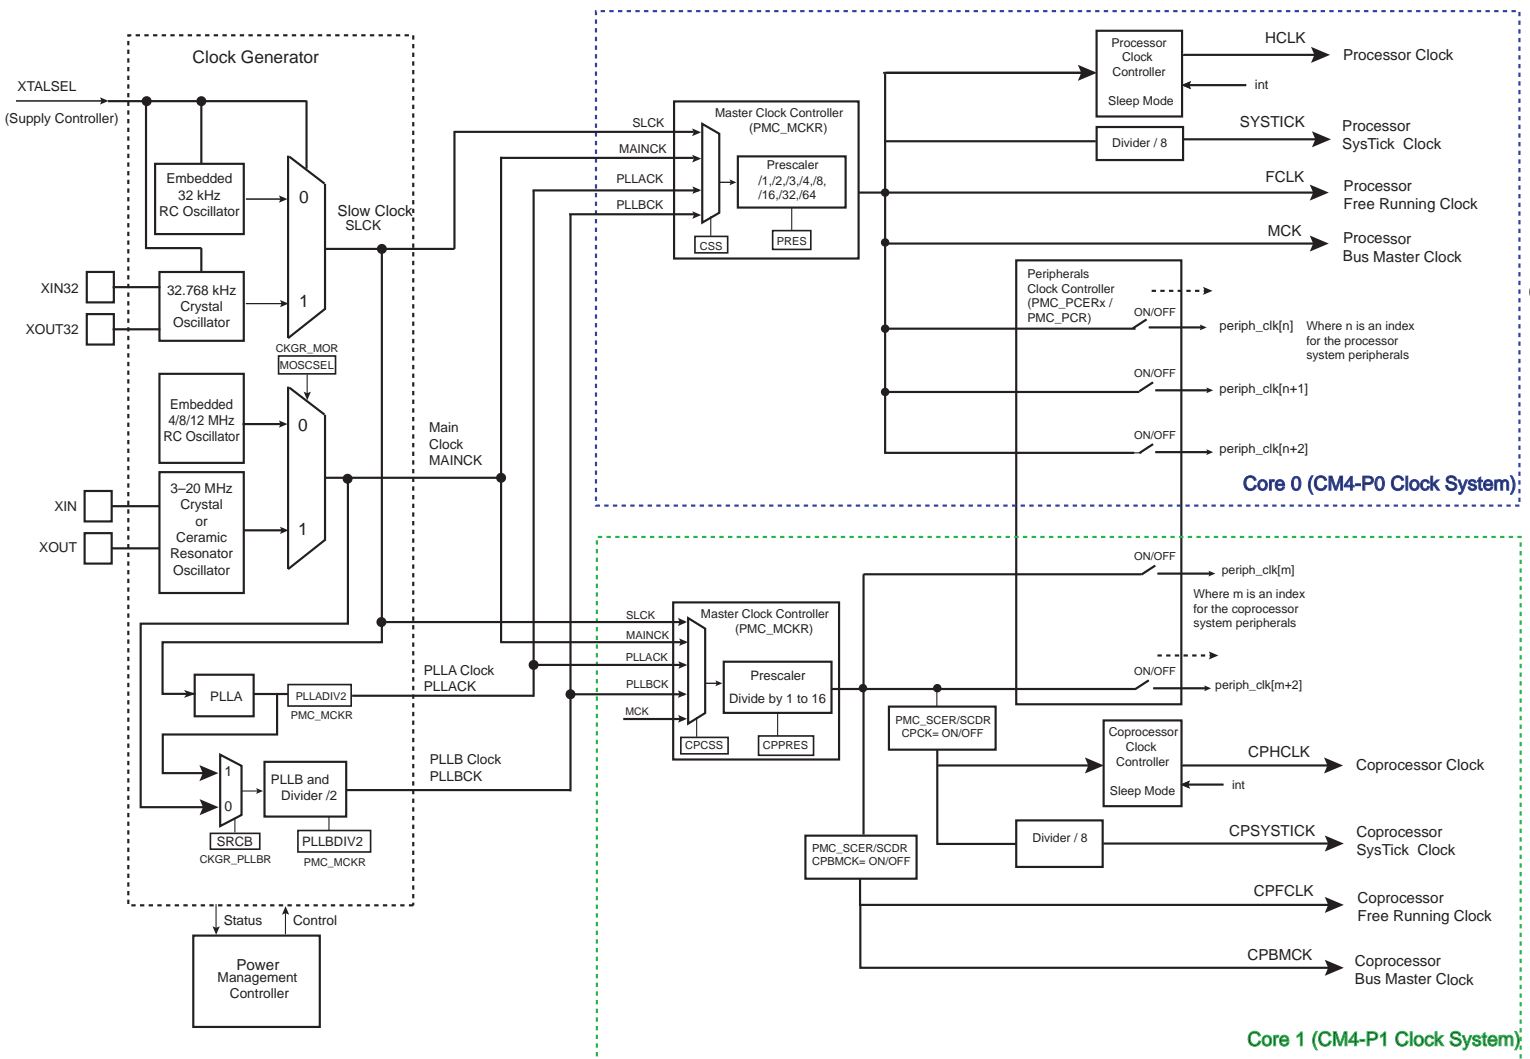 Clock Generator
XTALSEL
(Supply Controller)
Embedded
32 kHz
RC Oscillator
0
Slow Clock
SLCK
XIN32
XOUT32
32.768 kHz
Crystal
Oscillator
1
CKGR_MOR
MOSCSEL
Embedded
4/8/12 MHz
RC Oscillator
0
Main
Clock
MAINCK
XIN
XOUT
3–20 MHz
Crystal
or
Ceramic
Resonator
Oscillator
1
PLLA
PLLADIV2
PMC_MCKR
PLLA Clock
PLLACK
1
0
PLLB and
Divider /2
PLLB Clock
PLLBCK
SRCB
CKGR_PLLBR
PLLBDIV2
PMC_MCKR
Status
Control
Power
Management
Controller
SLCK
MAINCK
PLLACK
PLLBCK
Master Clock Controller
(PMC_MCKR)
Prescaler
/1,/2,/3,/4,/8,
/16,/32,/64
CSS
PRES
Processor
Clock
Controller
Sleep Mode
HCLK
Processor Clock
int
Divider / 8
SYSTICK
Processor
SysTick Clock
FCLK
Processor
Free Running Clock
MCK
Processor
Bus Master Clock
Peripherals
Clock Controller
(PMC_PCERx /
PMC_PCR)
ON/OFF
periph_clk[n]
Where n is an index
for the processor
system peripherals
ON/OFF
periph_clk[n+1]
ON/OFF
periph_clk[n+2]
Core 0 (CM4-P0 Clock System)
ON/OFF
periph_clk[m]
Where m is an index
for the coprocessor
system peripherals
ON/OFF
periph_clk[m+2]
SLCK
MAINCK
PLLACK
PLLBCK
MCK
Master Clock Controller
(PMC_MCKR)
Prescaler
Divide by 1 to 16
CPCSS
CPPRES
PMC_SCER/SCDR
CPCK= ON/OFF
Coprocessor
Clock
Controller
Sleep Mode
CPHCLK
Coprocessor Clock
int
Divider / 8
CPSYSTICK
Coprocessor
SysTick Clock
PMC_SCER/SCDR
CPBMCK= ON/OFF
CPFCLK
Coprocessor
Free Running Clock
CPBMCK
Coprocessor
Bus Master Clock
Core 1 (CM4-P1 Clock System)